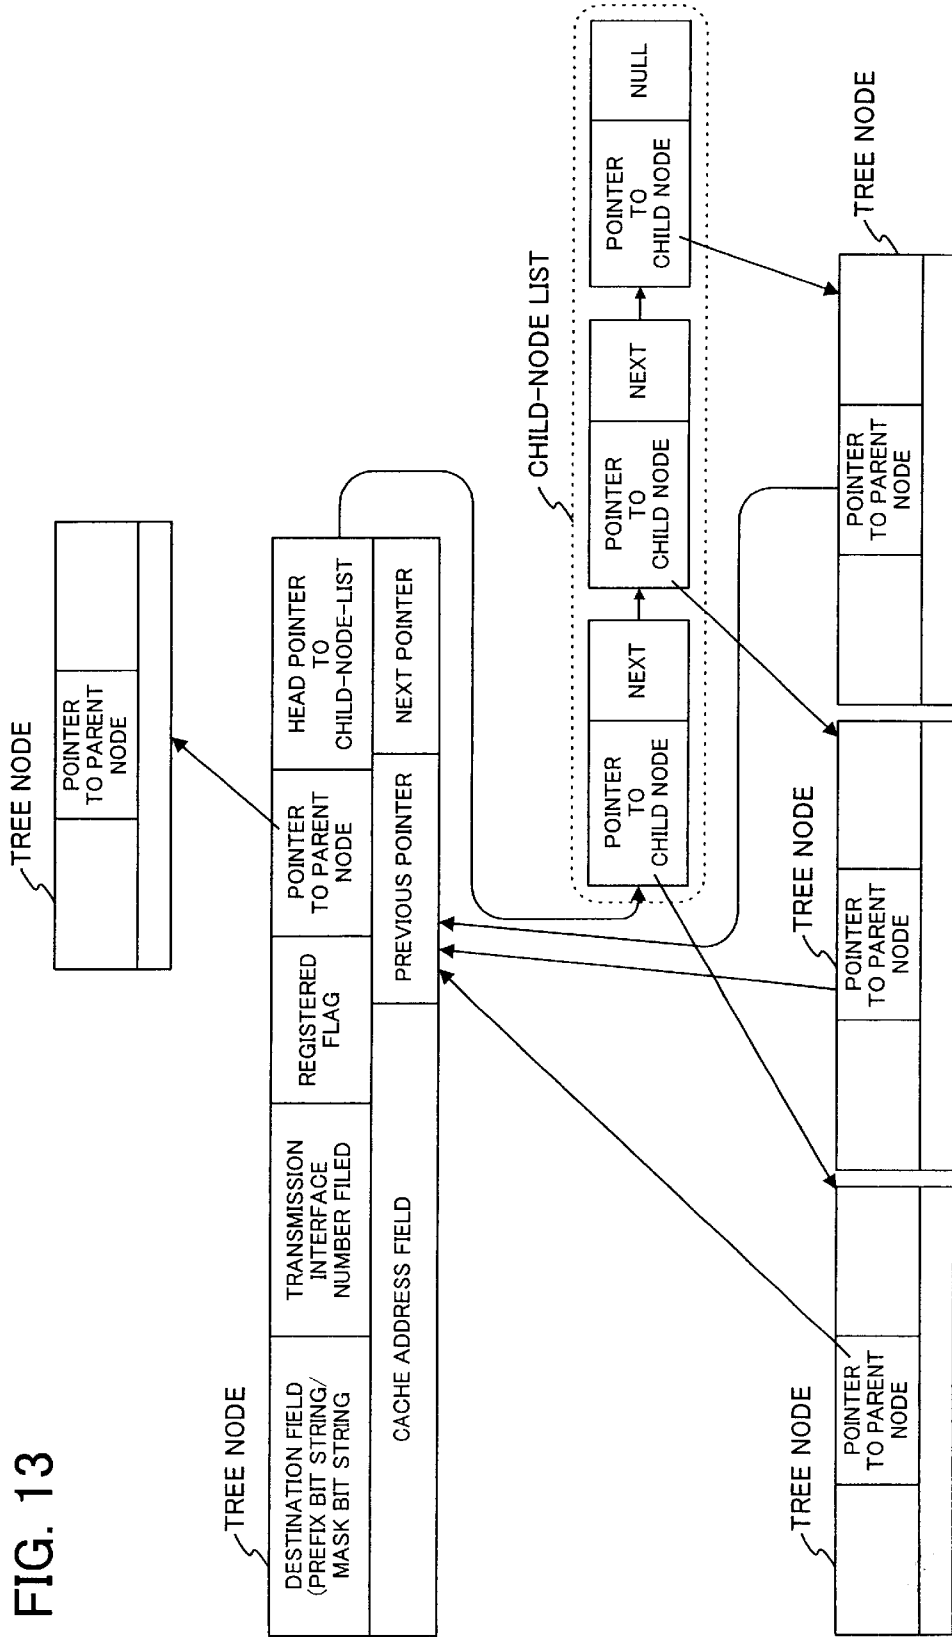 FIG. 13
TREE NODE
POINTER
TO PARENT
NODE
TREE NODE
DESTINATION FIELD
(PREFIX BIT STRING/
MASK BIT STRING
TRANSMISSION
INTERFACE
NUMBER FILED
REGISTERED
FLAG
POINTER
TO PARENT
NODE
HEAD POINTER
TO
CHILD-NODE-LIST
CACHE ADDRESS FIELD
PREVIOUS POINTER
NEXT POINTER
CHILD-NODE LIST
POINTER
TO
CHILD NODE
NEXT
POINTER
TO
CHILD NODE
NEXT
POINTER
TO
CHILD NODE
NULL
TREE NODE
POINTER
TO PARENT
NODE
TREE NODE
POINTER
TO PARENT
NODE
TREE NODE
POINTER
TO PARENT
NODE